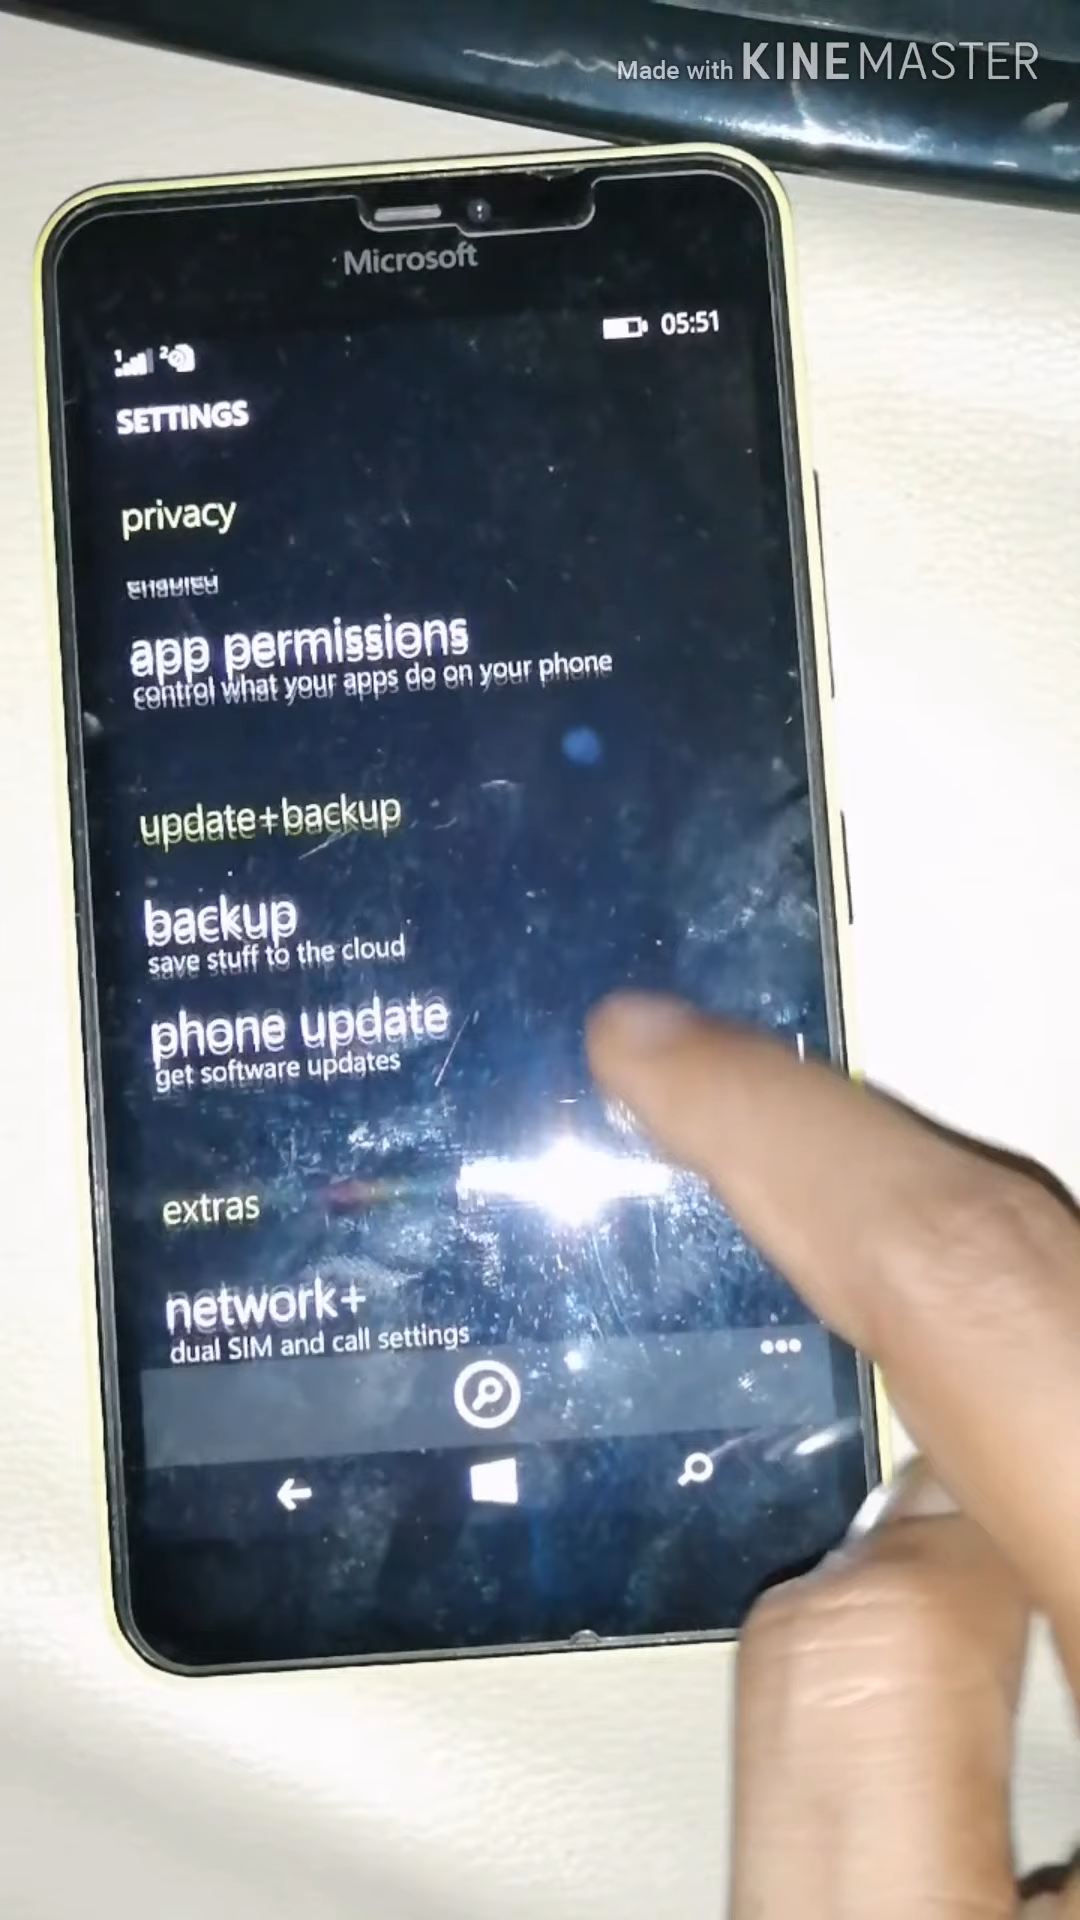 Made with KINEMASTER
Microsoft
05:51
1 2
SETTINGS
privacy
app permissions
control what your apps do on your phone
update+backup
backup
save stuff to the cloud
phone update
get software updates
extras
network+
dual SIM and call settings